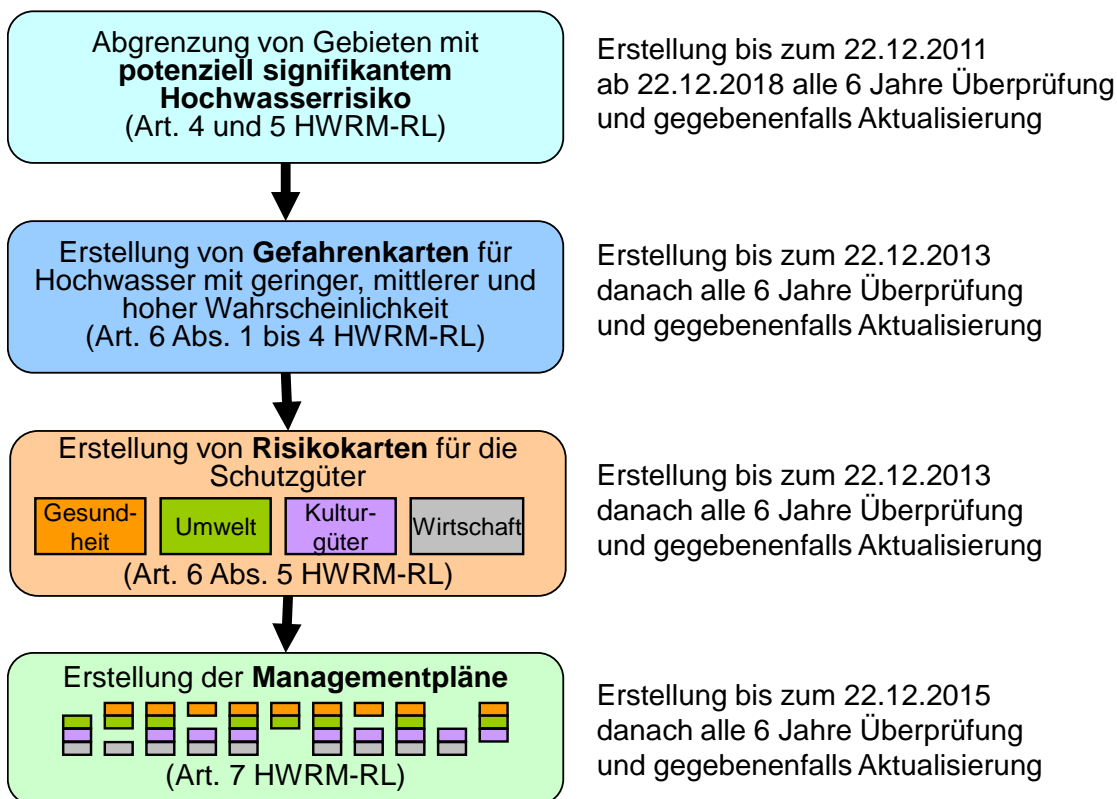 Abgrenzung von Gebieten mit
potenziell signifikantem
Hochwasserrisiko
(Art. 4 und 5 HWRM-RL)
Erstellung bis zum 22.12.2011
ab 22.12.2018 alle 6 Jahre Überprüfung
und gegebenenfalls Aktualisierung
Erstellung von Gefahrenkarten für
Hochwasser mit geringer, mittlerer und
hoher Wahrscheinlichkeit
(Art. 6 Abs. 1 bis 4 HWRM-RL)
Erstellung bis zum 22.12.2013
danach alle 6 Jahre Überprüfung
und gegebenenfalls Aktualisierung
Erstellung von Risikokarten für die
Schutzgüter
Gesund-
heit
Umwelt
Kultur-
güter
Wirtschaft
(Art. 6 Abs. 5 HWRM-RL)
Erstellung bis zum 22.12.2013
danach alle 6 Jahre Überprüfung
und gegebenenfalls Aktualisierung
Erstellung der Managementpläne
(Art. 7 HWRM-RL)
Erstellung bis zum 22.12.2015
danach alle 6 Jahre Überprüfung
und gegebenenfalls Aktualisierung